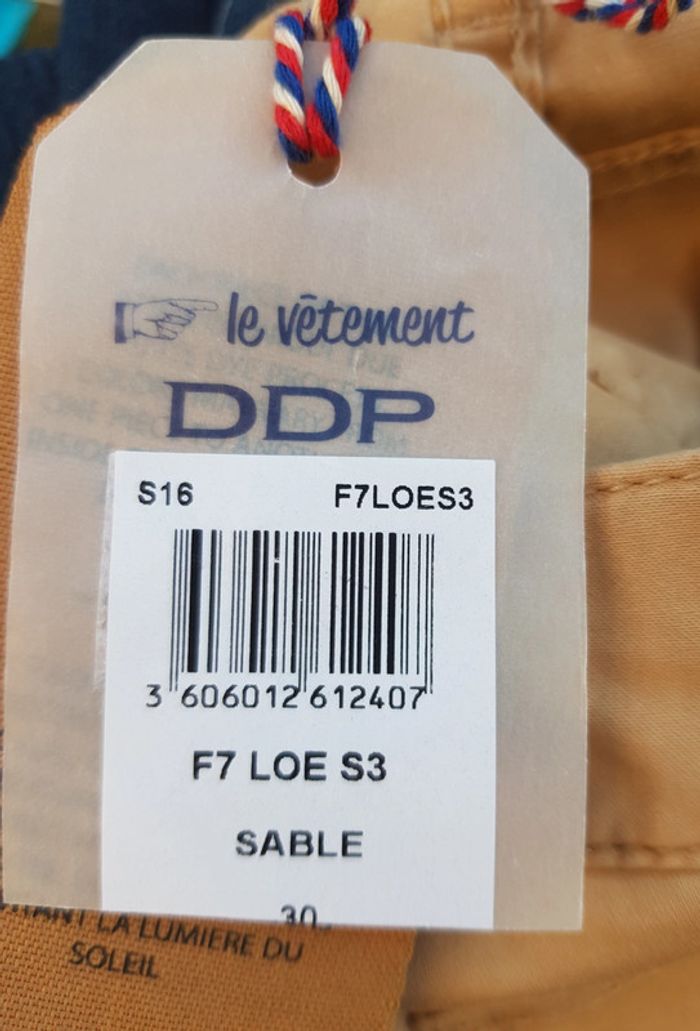 le vêtement
DDP
S16 F7LOES3
3 606012 612407
F7 LOE S3
SABLE
30
LA LUMIERE DU
SOLEIL